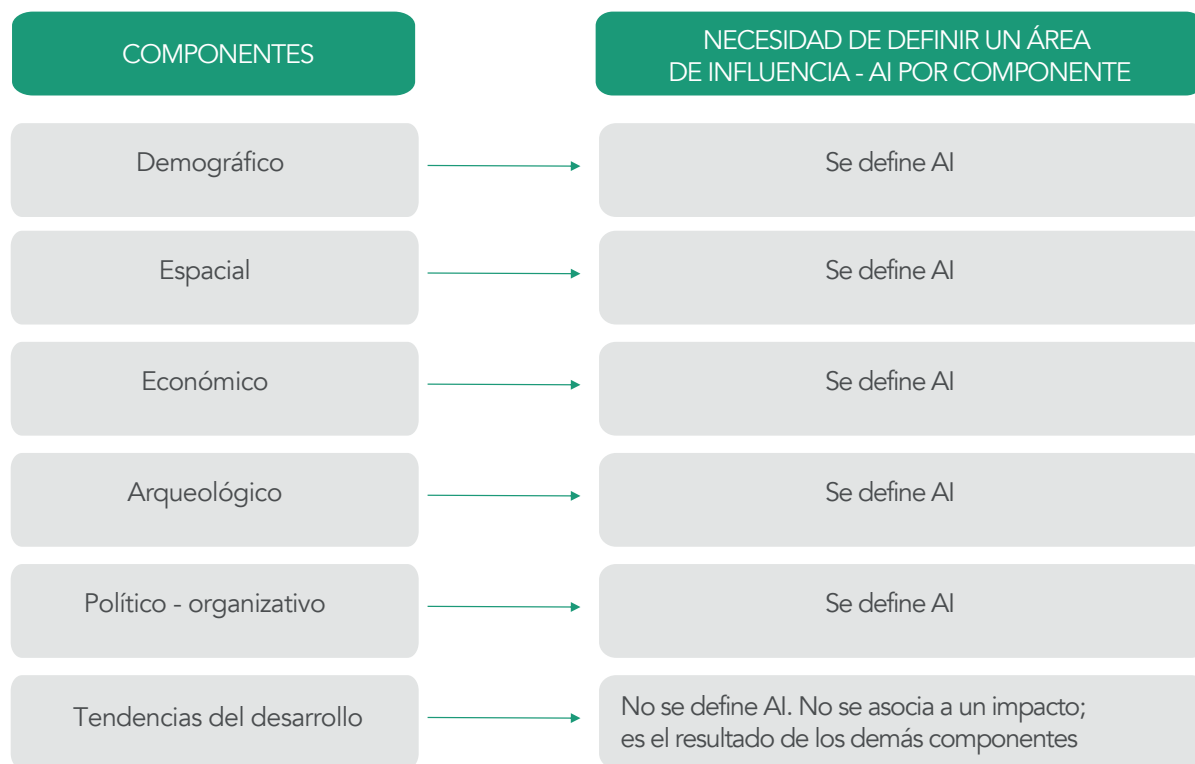 COMPONENTES
NECESIDAD DE DEFINIR UN ÁREA
DE INFLUENCIA - AI POR COMPONENTE
Demográfico
Se define AI
Espacial
Se define AI
Económico
Se define AI
Arqueológico
Se define AI
Político - organizativo
Se define AI
Tendencias del desarrollo
No se define AI. No se asocia a un impacto;
es el resultado de los demás componentes